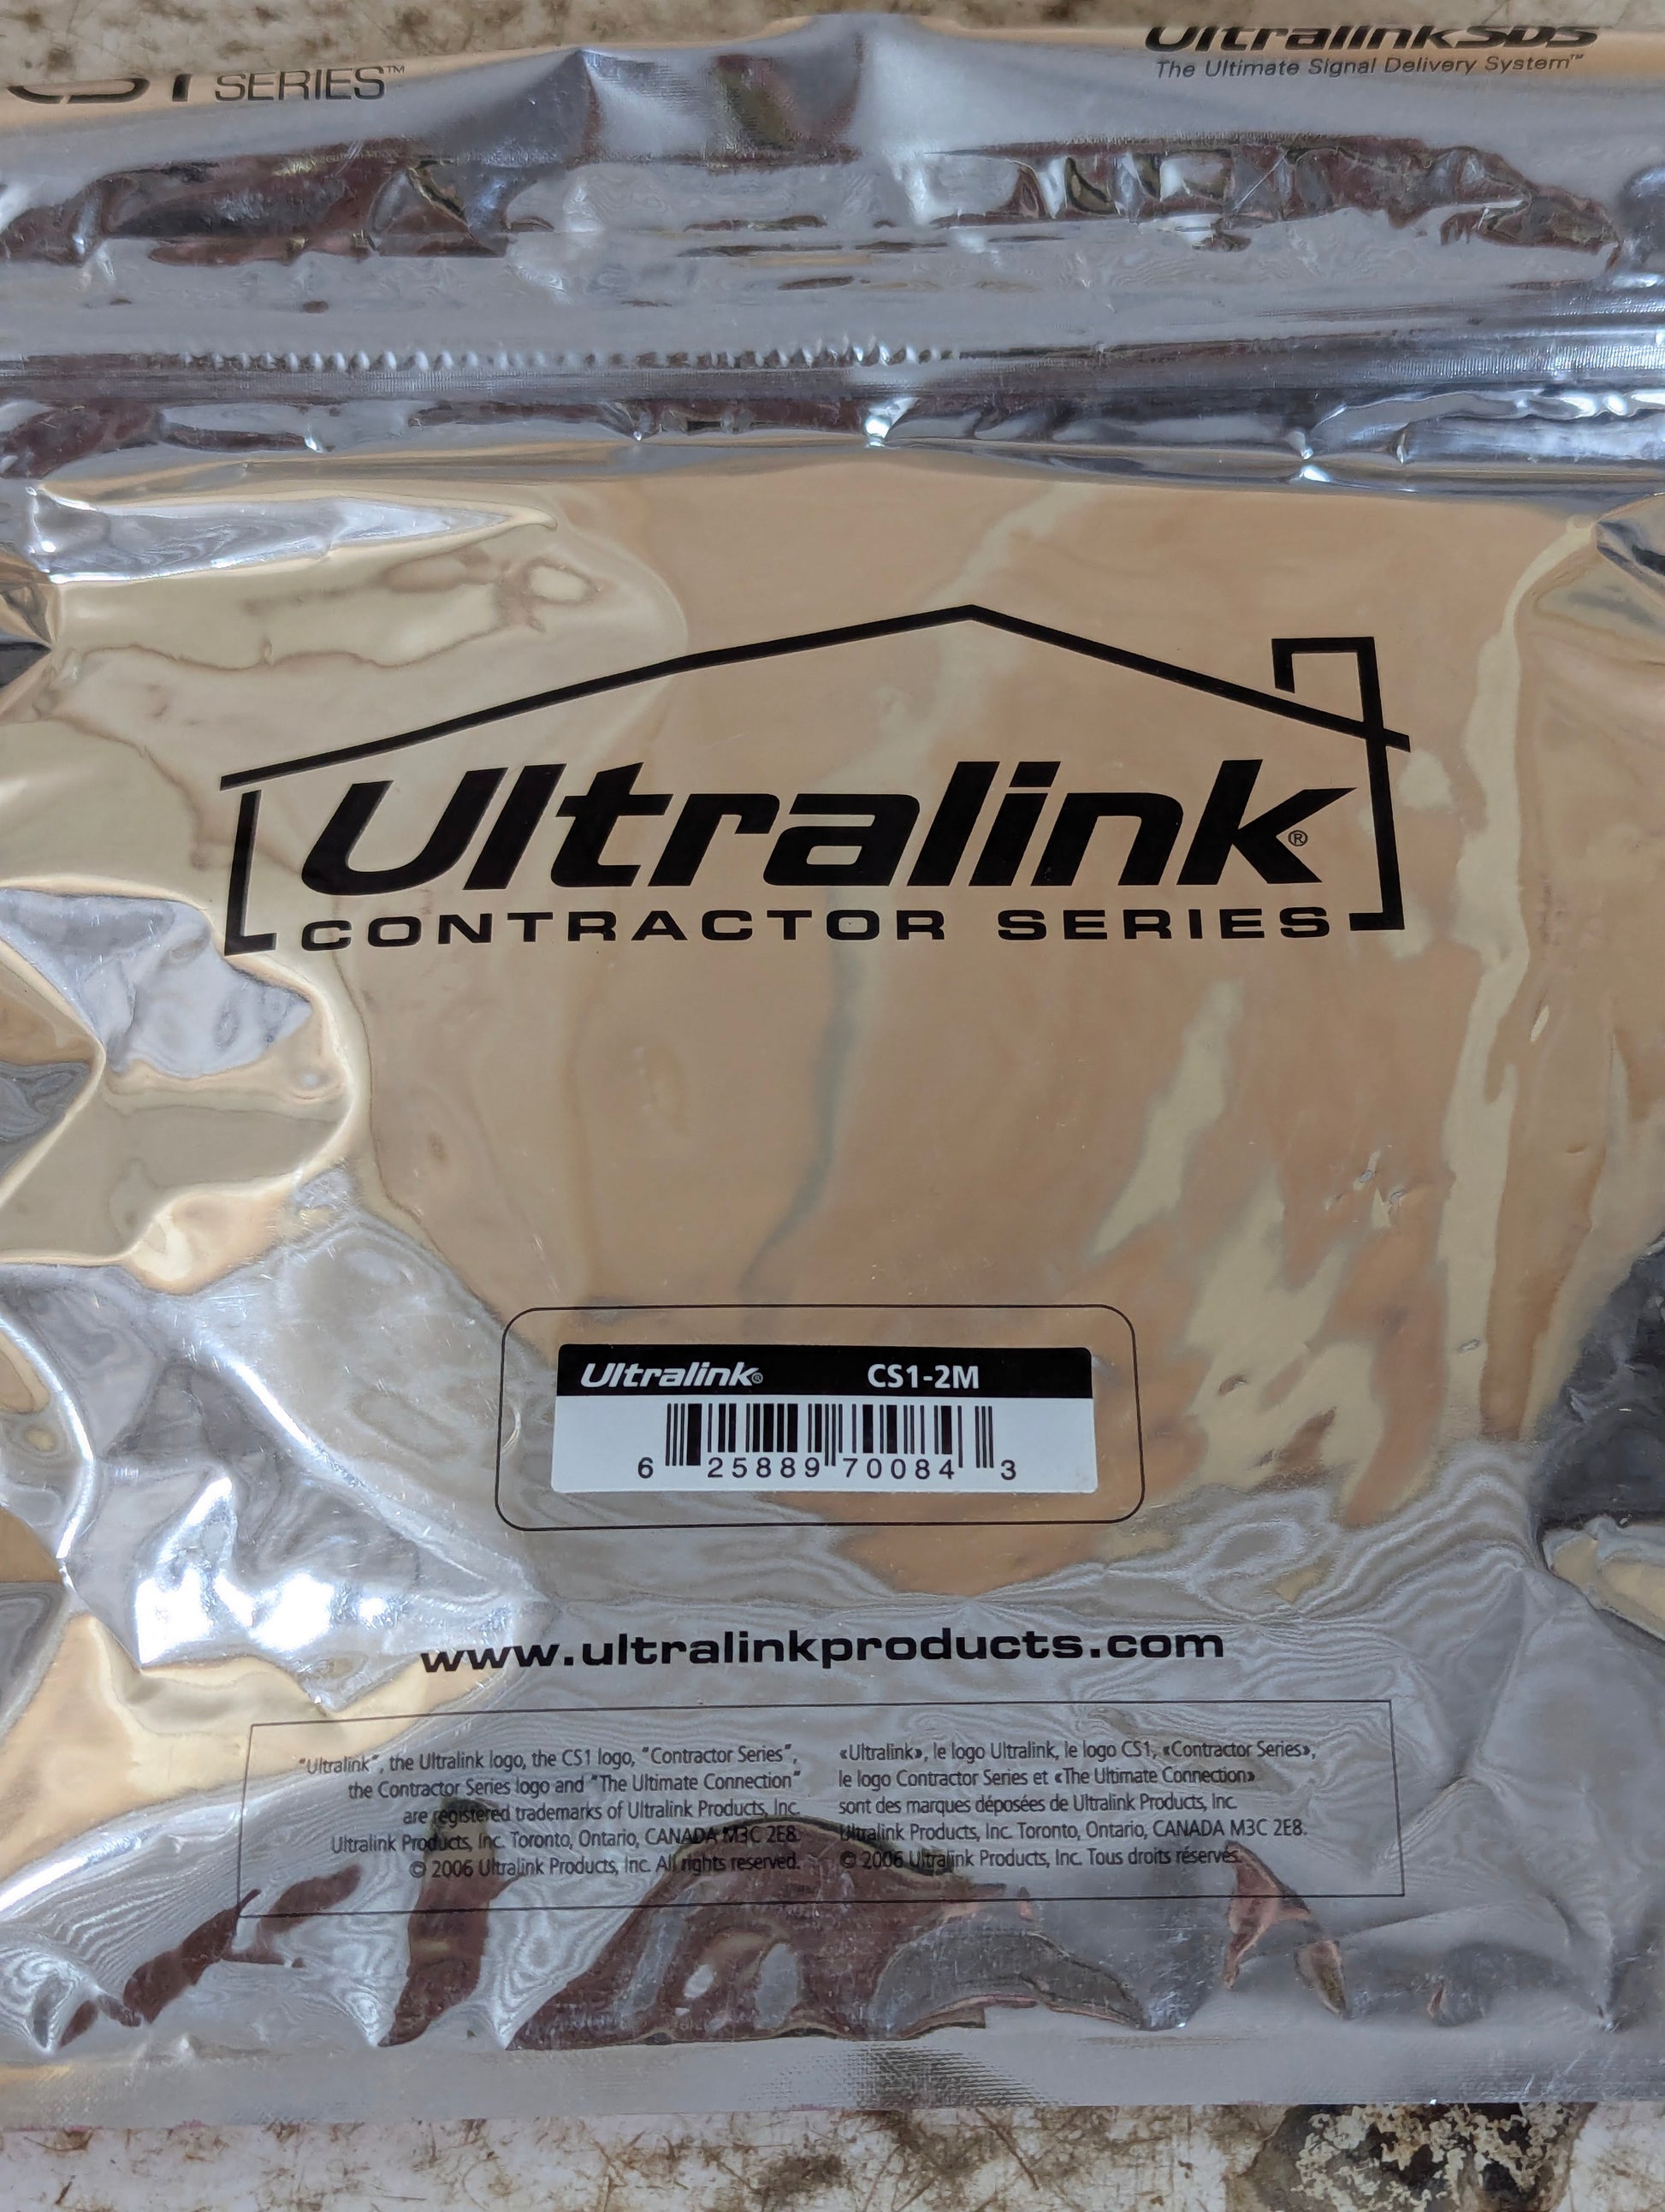 SERIES™
UltralinkSDS
The Ultimate Signal Delivery System™
Ultralink®
CONTRACTOR SERIES
Ultralink® CS1-2M
6 25889 70084 3
www.ultralinkproducts.com
"Ultralink", the Ultralink logo, the CS1 logo, "Contractor Series",
the Contractor Series logo and "The Ultimate Connection"
are registered trademarks of Ultralink Products, Inc.
Ultralink Products, Inc. Toronto, Ontario, CANADA M3C 2E8.
© 2006 Ultralink Products, Inc. All rights reserved.
«Ultralink», le logo Ultralink, le logo CS1, «Contractor Series»,
le logo Contractor Series et «The Ultimate Connection»
sont des marques déposées de Ultralink Products, Inc.
Ultralink Products, Inc. Toronto, Ontario, CANADA M3C 2E8.
© 2006 Ultralink Products, Inc. Tous droits réservés.